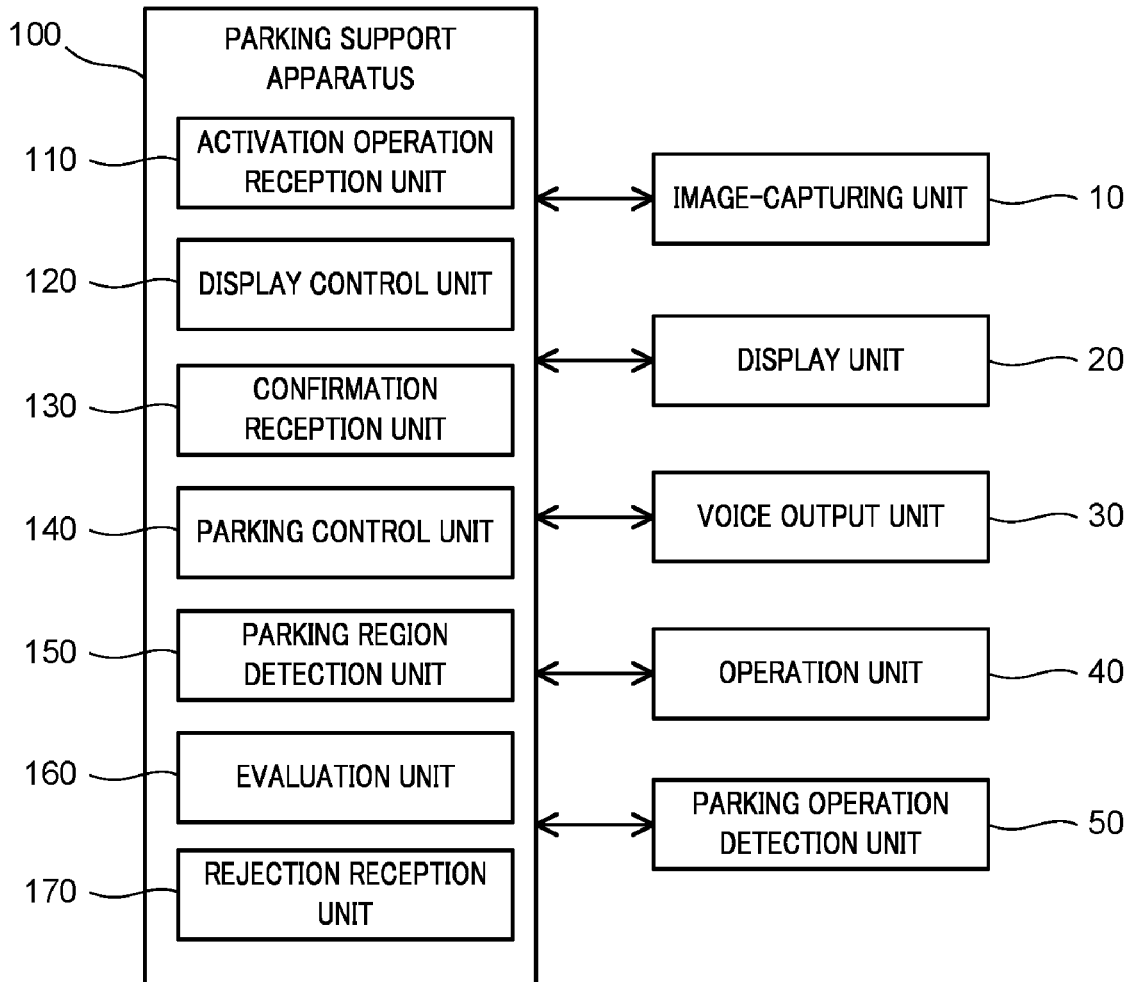 100
PARKING SUPPORT
APPARATUS
110
ACTIVATION OPERATION
RECEPTION UNIT
120
DISPLAY CONTROL UNIT
130
CONFIRMATION
RECEPTION UNIT
140
PARKING CONTROL UNIT
150
PARKING REGION
DETECTION UNIT
160
EVALUATION UNIT
170
REJECTION RECEPTION
UNIT
IMAGE-CAPTURING UNIT
10
DISPLAY UNIT
20
VOICE OUTPUT UNIT
30
OPERATION UNIT
40
PARKING OPERATION
DETECTION UNIT
50